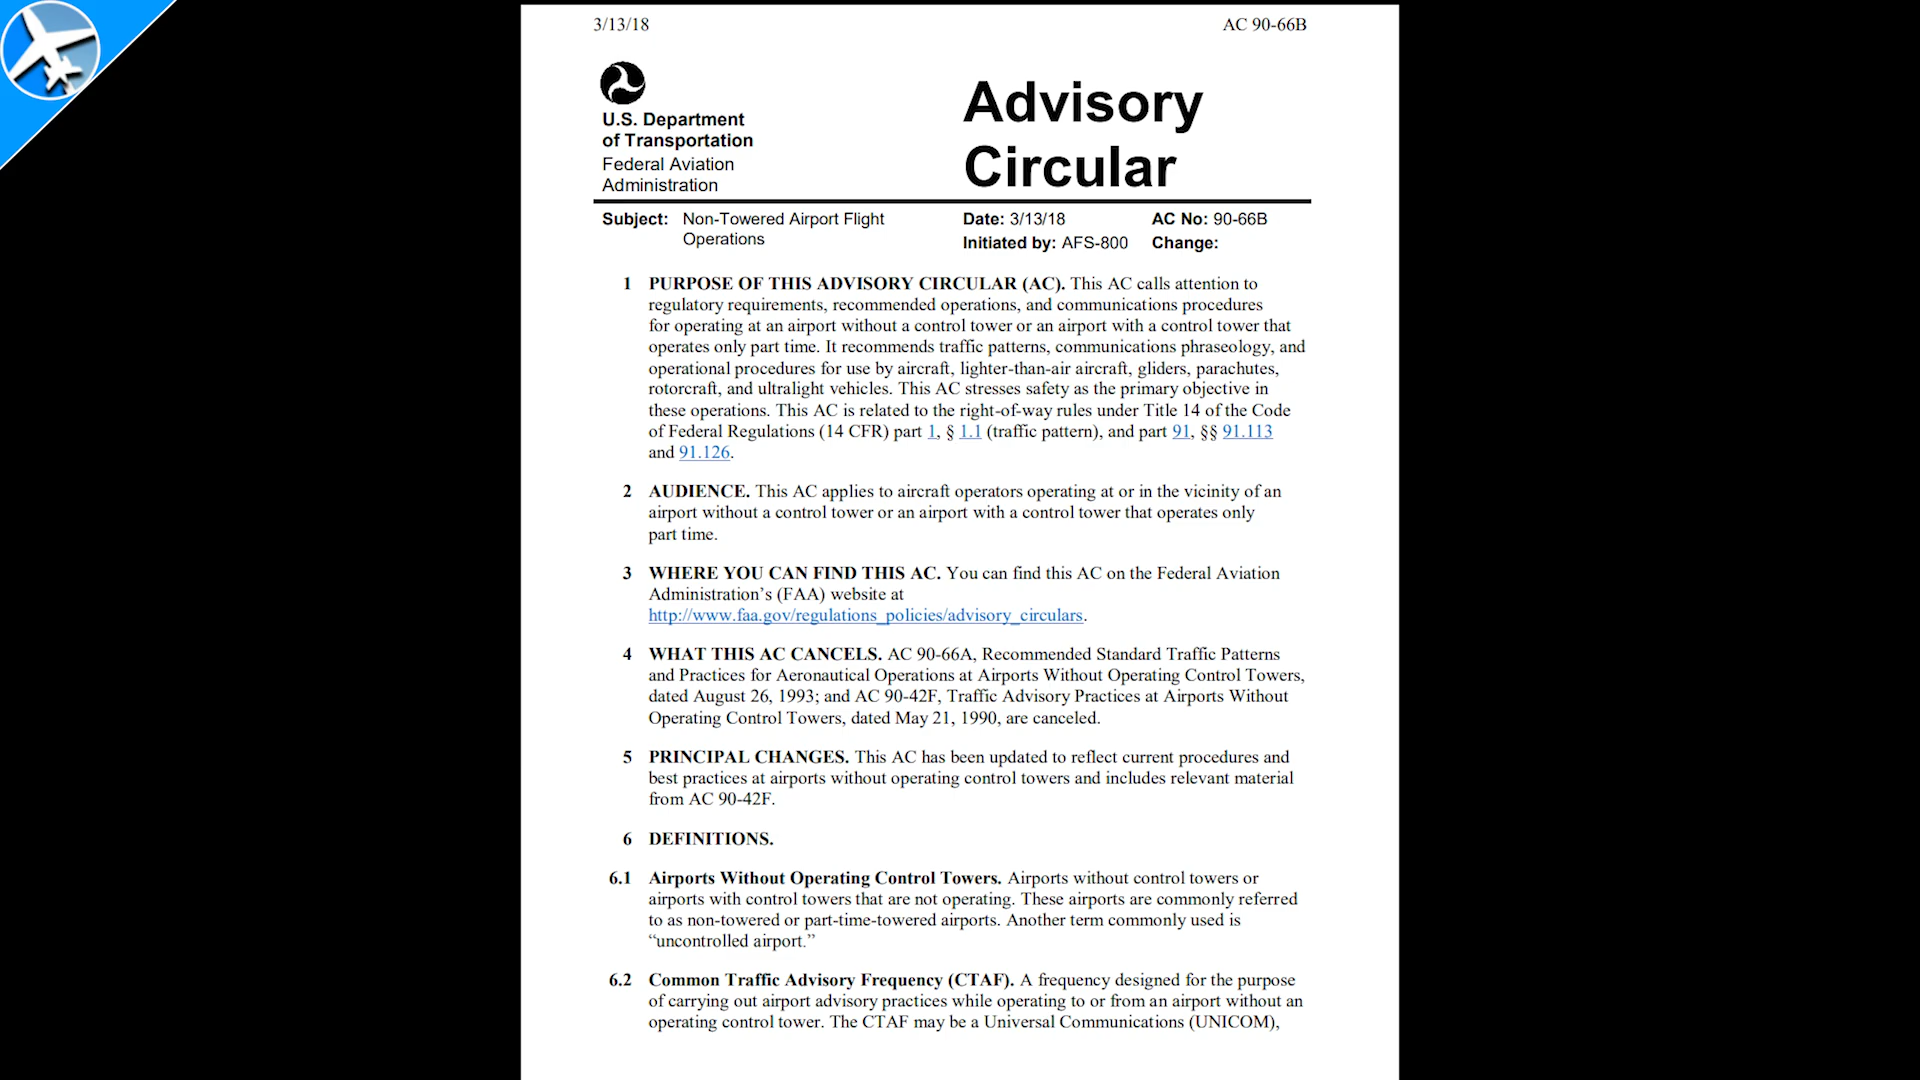 3/13/18 AC 90-66B
U.S. Department
of Transportation
Federal Aviation
Administration
Advisory
Circular
Subject: Non-Towered Airport Flight
Operations
Date: 3/13/18 AC No: 90-66B
Initiated by: AFS-800 Change:
1 PURPOSE OF THIS ADVISORY CIRCULAR (AC). This AC calls attention to
regulatory requirements, recommended operations, and communications procedures
for operating at an airport without a control tower or an airport with a control tower that
operates only part time. It recommends traffic patterns, communications phraseology, and
operational procedures for use by aircraft, lighter-than-air aircraft, gliders, parachutes,
rotorcraft, and ultralight vehicles. This AC stresses safety as the primary objective in
these operations. This AC is related to the right-of-way rules under Title 14 of the Code
of Federal Regulations (14 CFR) part 1, § 1.1 (traffic pattern), and part 91, §§ 91.113
and 91.126.
2 AUDIENCE. This AC applies to aircraft operators operating at or in the vicinity of an
airport without a control tower or an airport with a control tower that operates only
part time.
3 WHERE YOU CAN FIND THIS AC. You can find this AC on the Federal Aviation
Administration’s (FAA) website at
http://www.faa.gov/regulations_policies/advisory_circulars.
4 WHAT THIS AC CANCELS. AC 90-66A, Recommended Standard Traffic Patterns
and Practices for Aeronautical Operations at Airports Without Operating Control Towers,
dated August 26, 1993; and AC 90-42F, Traffic Advisory Practices at Airports Without
Operating Control Towers, dated May 21, 1990, are canceled.
5 PRINCIPAL CHANGES. This AC has been updated to reflect current procedures and
best practices at airports without operating control towers and includes relevant material
from AC 90-42F.
6 DEFINITIONS.
6.1 Airports Without Operating Control Towers. Airports without control towers or
airports with control towers that are not operating. These airports are commonly referred
to as non-towered or part-time-towered airports. Another term commonly used is
“uncontrolled airport.”
6.2 Common Traffic Advisory Frequency (CTAF). A frequency designed for the purpose
of carrying out airport advisory practices while operating to or from an airport without an
operating control tower. The CTAF may be a Universal Communications (UNICOM),